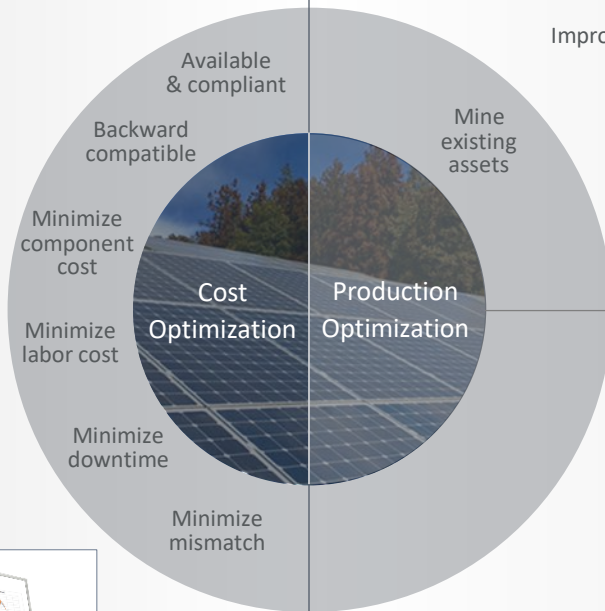 Available
& compliant
Backward
compatible
Minimize
component
cost
Minimize
labor cost
Minimize
downtime
Minimize
mismatch
Cost
Optimization
Production
Optimization
Mine
existing
assets
Impro